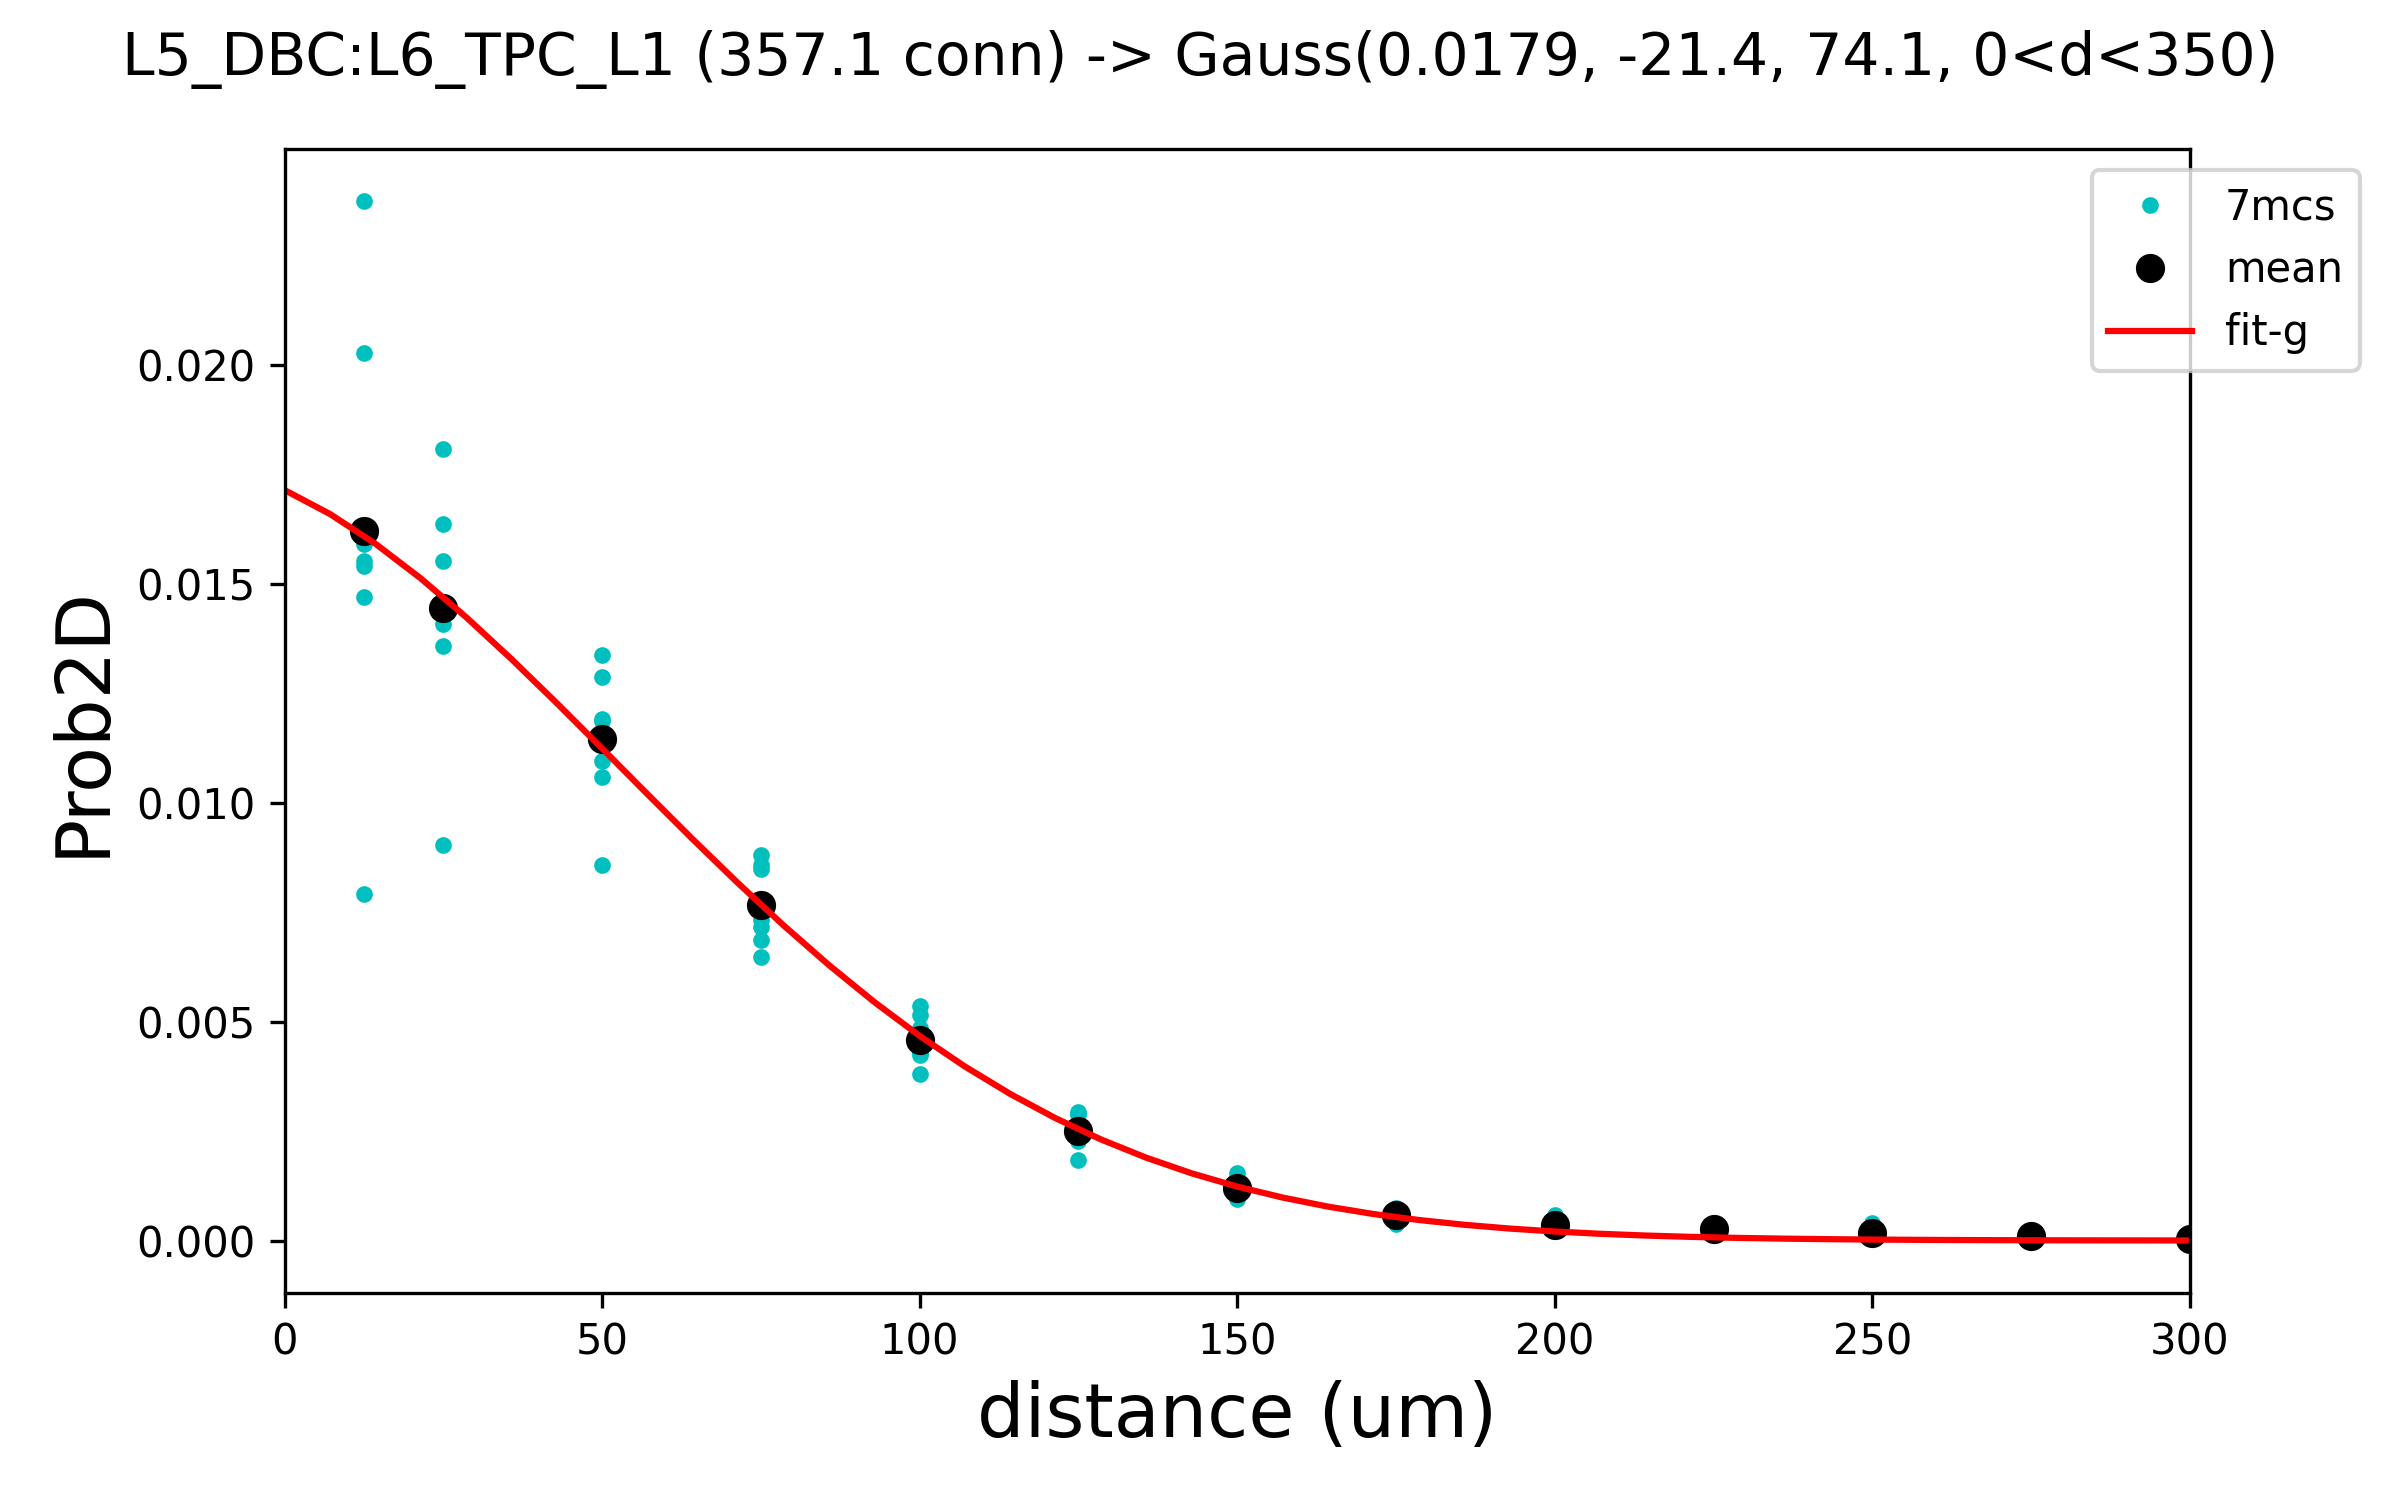 L5_DBC:L6_TPC_L1 (357.1 conn) -> Gauss(0.0179, -21.4, 74.1, 0<d<350)
7mcs
mean
fit-g
Prob2D
0.020
0.015
0.010
0.005
0.000
0 50 100 150 200 250 300
distance (um)